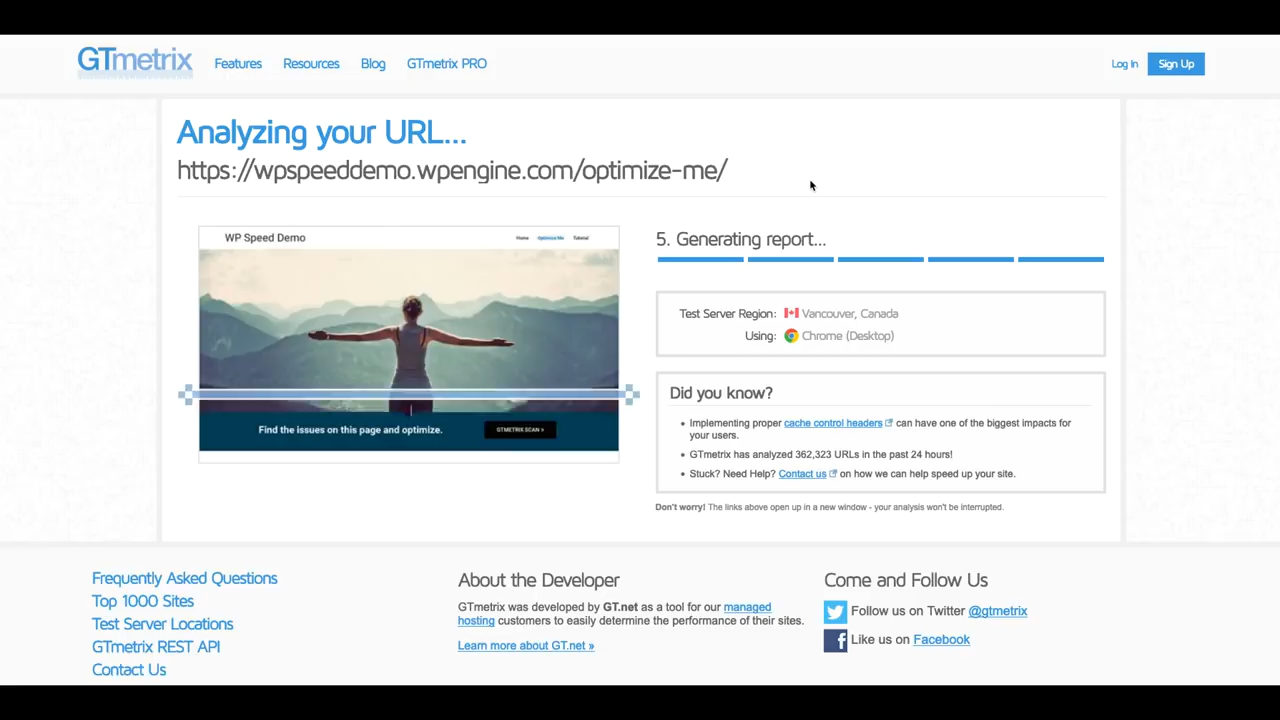 GTmetrix Features Resources Blog GTmetrix PRO Log In Sign Up
Analyzing your URL...
https://wpspeeddemo.wpengine.com/optimize-me/
WP Speed Demo Home Optimize Me Tutorial
Find the issues on this page and optimize. GTMETRIX SCAN >
5. Generating report...
Test Server Region: Vancouver, Canada
Using: Chrome (Desktop)
Did you know?
• Implementing proper cache control headers can have one of the biggest impacts for
your users.
• GTmetrix has analyzed 362,323 URLs in the past 24 hours!
• Stuck? Need Help? Contact us on how we can help speed up your site.
Don't worry! The links above open up in a new window - your analysis won't be interrupted.
Frequently Asked Questions
Top 1000 Sites
Test Server Locations
GTmetrix REST API
Contact Us
About the Developer
GTmetrix was developed by GT.net as a tool for our managed
hosting customers to easily determine the performance of their sites.
Learn more about GT.net »
Come and Follow Us
Follow us on Twitter @gtmetrix
Like us on Facebook